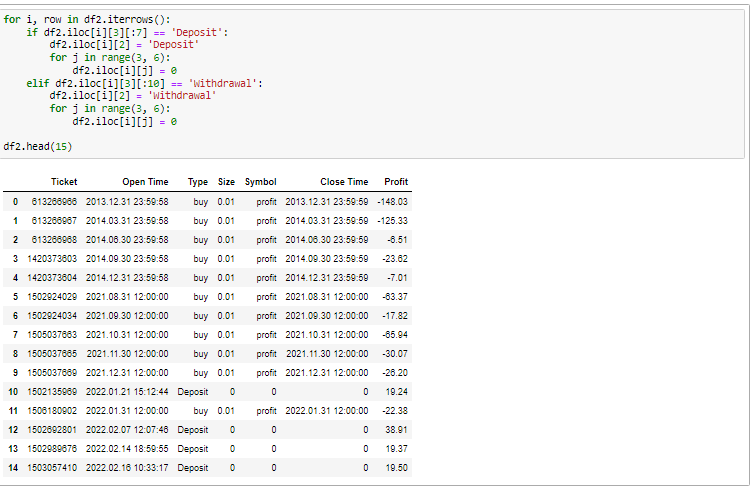 for i, row in df2.iterrows():
    if df2.iloc[i][3][:7] == 'Deposit':
        df2.iloc[i][2] = 'Deposit'
        for j in range(3, 6):
            df2.iloc[i][j] = 0
    elif df2.iloc[i][3][:10] == 'Withdrawal':
        df2.iloc[i][2] = 'Withdrawal'
        for j in range(3, 6):
            df2.iloc[i][j] = 0

df2.head(15)
Ticket Open Time Type Size Symbol Close Time Profit
0 613266966 2013.12.31 23:59:58 buy 0.01 profit 2013.12.31 23:59:59 -148.03
1 613266967 2014.03.31 23:59:58 buy 0.01 profit 2014.03.31 23:59:59 -125.33
2 613266968 2014.06.30 23:59:58 buy 0.01 profit 2014.06.30 23:59:59 -6.51
3 1420373603 2014.09.30 23:59:58 buy 0.01 profit 2014.09.30 23:59:59 -23.62
4 1420373604 2014.12.31 23:59:58 buy 0.01 profit 2014.12.31 23:59:59 -7.01
5 1502924029 2021.08.31 12:00:00 buy 0.01 profit 2021.08.31 12:00:00 -63.37
6 1502924034 2021.09.30 12:00:00 buy 0.01 profit 2021.09.30 12:00:00 -17.82
7 1505037663 2021.10.31 12:00:00 buy 0.01 profit 2021.10.31 12:00:00 -65.94
8 1505037665 2021.11.30 12:00:00 buy 0.01 profit 2021.11.30 12:00:00 -30.07
9 1505037669 2021.12.31 12:00:00 buy 0.01 profit 2021.12.31 12:00:00 -26.20
10 1502135969 2022.01.21 15:12:44 Deposit 0 0 0 19.24
11 1506180902 2022.01.31 12:00:00 buy 0.01 profit 2022.01.31 12:00:00 -22.38
12 1502692801 2022.02.07 12:07:46 Deposit 0 0 0 38.91
13 1502989676 2022.02.14 18:59:55 Deposit 0 0 0 19.37
14 1503057410 2022.02.16 10:33:17 Deposit 0 0 0 19.50